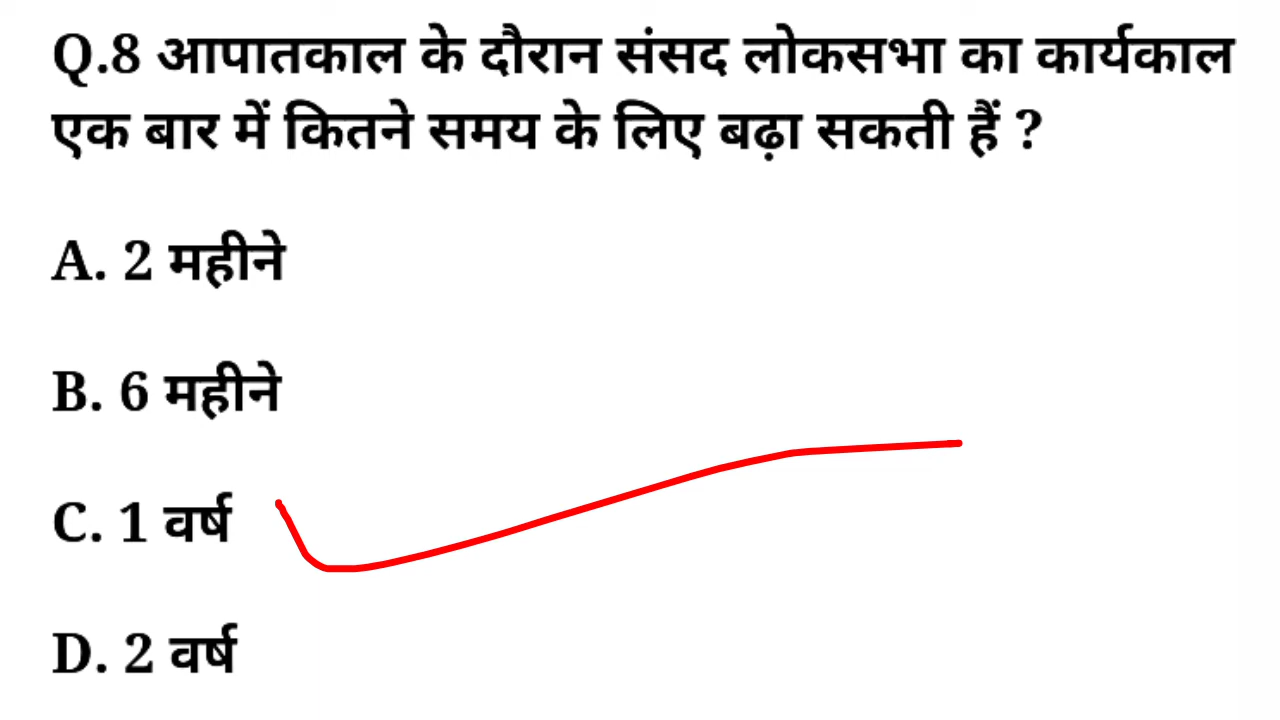 Q.8 आपातकाल के दौरान संसद लोकसभा का कार्यकाल
एक बार में कितने समय के लिए बढ़ा सकती हैं ?
A. 2 महीने
B. 6 महीने
C. 1 वर्ष
D. 2 वर्ष